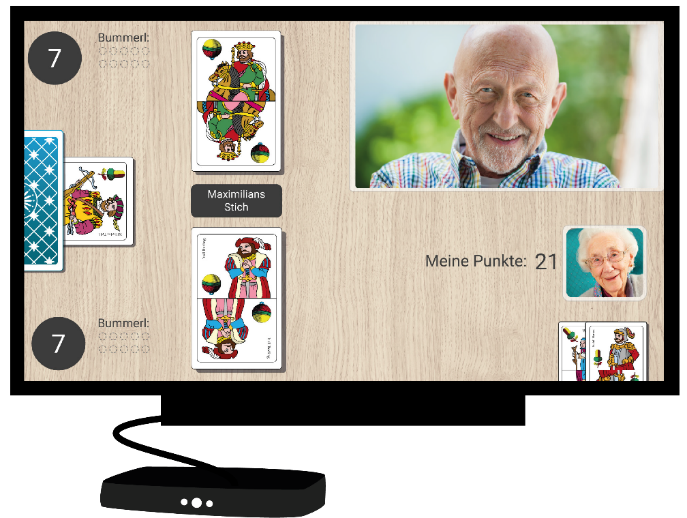 7
Bummerl:
Maximilians
Stich
Meine Punkte: 21
7
Bummerl: